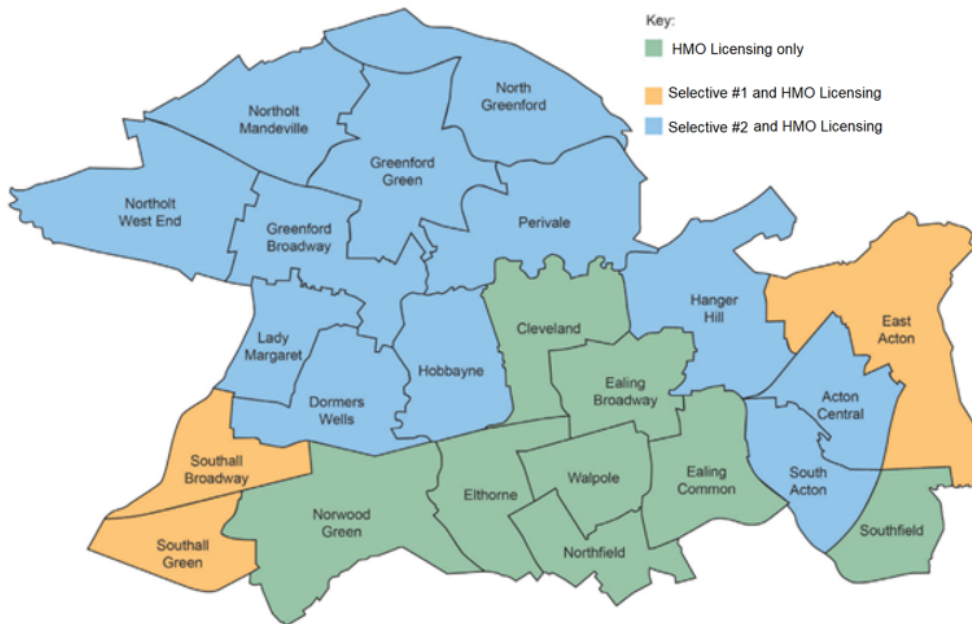 Key:
HMO Licensing only
Selective #1 and HMO Licensing
Selective #2 and HMO Licensing
North
Greenford
Northolt
Mandeville
Greenford
Green
Northolt
West End
Greenford
Broadway
Perivale
Hanger
Hill
East
Acton
Cleveland
Lady
Margaret
Hobbayne
Ealing
Broadway
Acton
Central
Dormers
Wells
Southall
Broadway
Elthorne
Walpole
Ealing
Common
South
Acton
Norwood
Green
Southfield
Southall
Green
Northfield